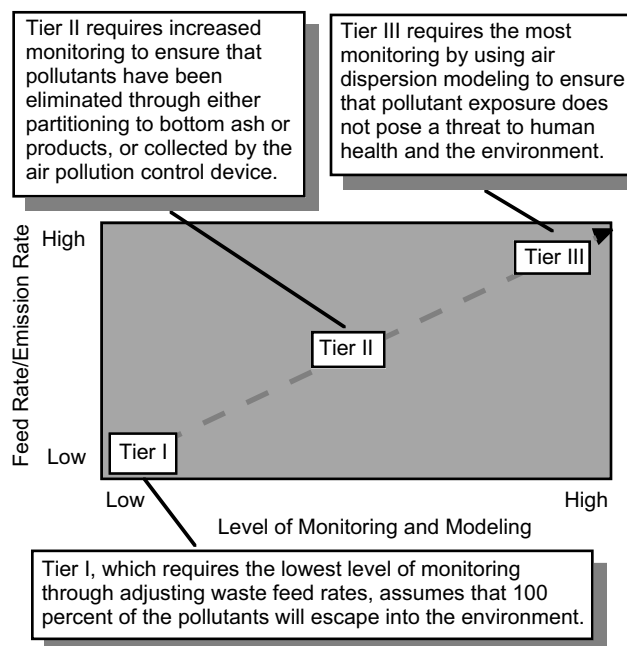 Tier II requires increased
monitoring to ensure that
pollutants have been
eliminated through either
partitioning to bottom ash or
products, or collected by the
air pollution control device.
Tier III requires the most
monitoring by using air
dispersion modeling to ensure
that pollutant exposure does
not pose a threat to human
health and the environment.
Feed Rate/Emission Rate
High
Tier III
Tier II
Tier I
Low
Low
High
Level of Monitoring and Modeling
Tier I, which requires the lowest level of monitoring
through adjusting waste feed rates, assumes that 100
percent of the pollutants will escape into the environment.